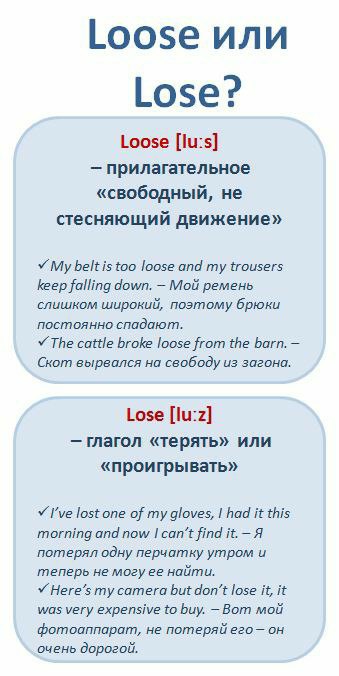 Loose или
Lose?
Loose [lu:s]
– прилагательное
«свободный, не
стесняющий движение»
✓My belt is too loose and my trousers
keep falling down. – Мой ремень
слишком широкий, поэтому брюки
постоянно спадают.
✓The cattle broke loose from the barn. –
Скот вырвался на свободу из загона.
Lose [lu:z]
– глагол «терять» или
«проигрывать»
✓I’ve lost one of my gloves, I had it this
morning and now I can’t find it. – Я
потерял одну перчатку утром и
теперь не могу ее найти.
✓Here’s my camera but don’t lose it, it
was very expensive to buy. – Вот мой
фотоаппарат, не потеряй его – он
очень дорогой.